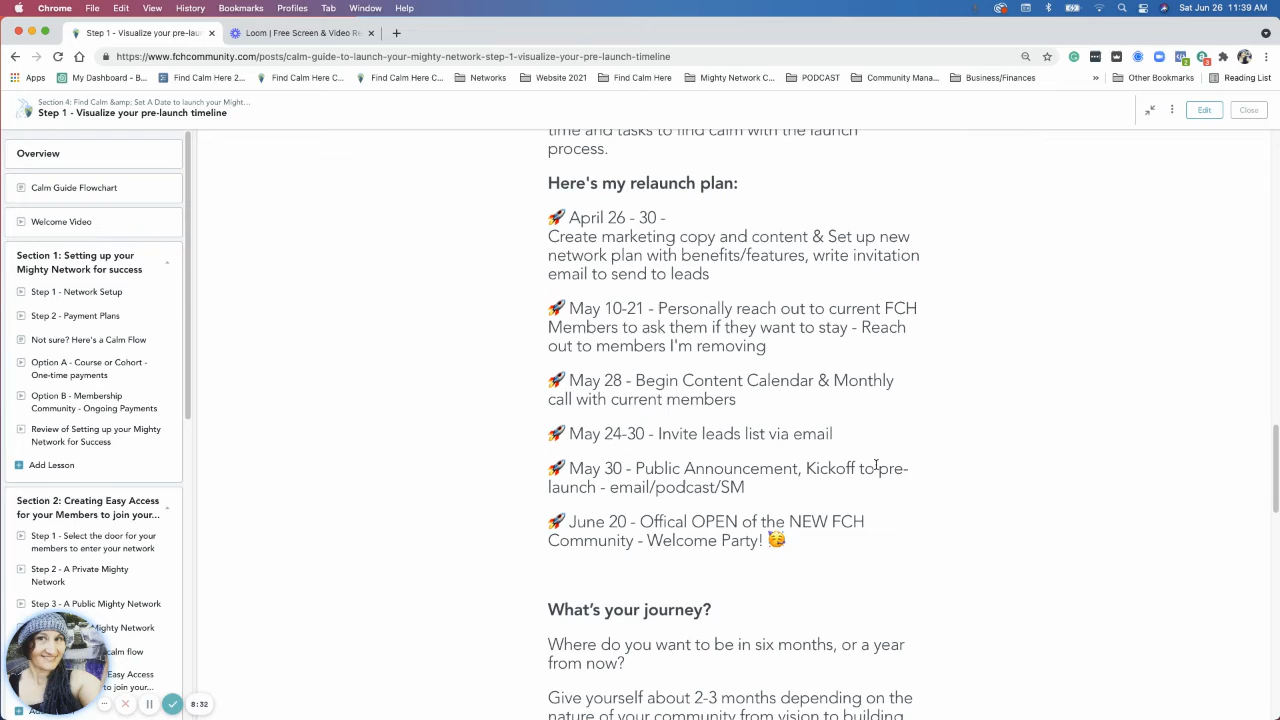 Chrome File Edit View History Bookmarks Profiles Tab Window Help Sat Jun 26 11:39 AM
Step 1 - Visualize your pre-lau Loom | Free Screen & Video Re
https://www.fchcommunity.com/posts/calm-guide-to-launch-your-mighty-network-step-1-visualize-your-pre-launch-timeline
Apps My Dashboard - B... Find Calm Here 2... Find Calm Here C... Find Calm Here C... Networks Website 2021 Find Calm Here Mighty Network C... PODCAST Community Mana... Business/Finances » Other Bookmarks Reading List
Section 4: Find Calm &amp; Set A Date to launch your Might...
Step 1 - Visualize your pre-launch timeline
Edit Close
Overview
Calm Guide Flowchart
Welcome Video
Section 1: Setting up your
Mighty Network for success
Step 1 - Network Setup
Step 2 - Payment Plans
Not sure? Here's a Calm Flow
Option A - Course or Cohort -
One-time payments
Option B - Membership
Community - Ongoing Payments
Review of Setting up your Mighty
Network for Success
Add Lesson
Section 2: Creating Easy Access
for your Members to join your...
Step 1 - Select the door for your
members to enter your network
Step 2 - A Private Mighty
Network
Step 3 - A Public Mighty Network
Mighty Network
calm flow
Easy Access
to join your...
8:32
time and tasks to find calm with the launch
process.
Here's my relaunch plan:
🚀 April 26 - 30 -
Create marketing copy and content & Set up new
network plan with benefits/features, write invitation
email to send to leads
🚀 May 10-21 - Personally reach out to current FCH
Members to ask them if they want to stay - Reach
out to members I'm removing
🚀 May 28 - Begin Content Calendar & Monthly
call with current members
🚀 May 24-30 - Invite leads list via email
🚀 May 30 - Public Announcement, Kickoff to pre-
launch - email/podcast/SM
🚀 June 20 - Offical OPEN of the NEW FCH
Community - Welcome Party! 🥳
What's your journey?
Where do you want to be in six months, or a year
from now?
Give yourself about 2-3 months depending on the
nature of your community from vision to building